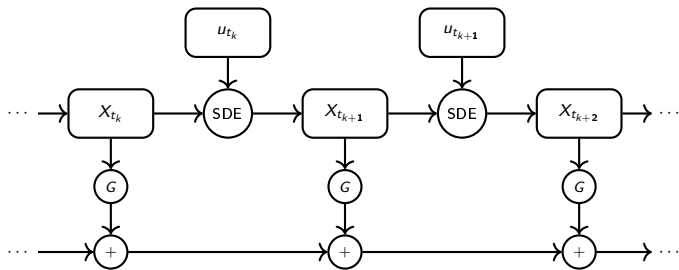 u_{t_k} u_{t_{k+1}}
⋯ X_{t_k} SDE X_{t_{k+1}} SDE X_{t_{k+2}} ⋯
G G G
⋯ + + + ⋯